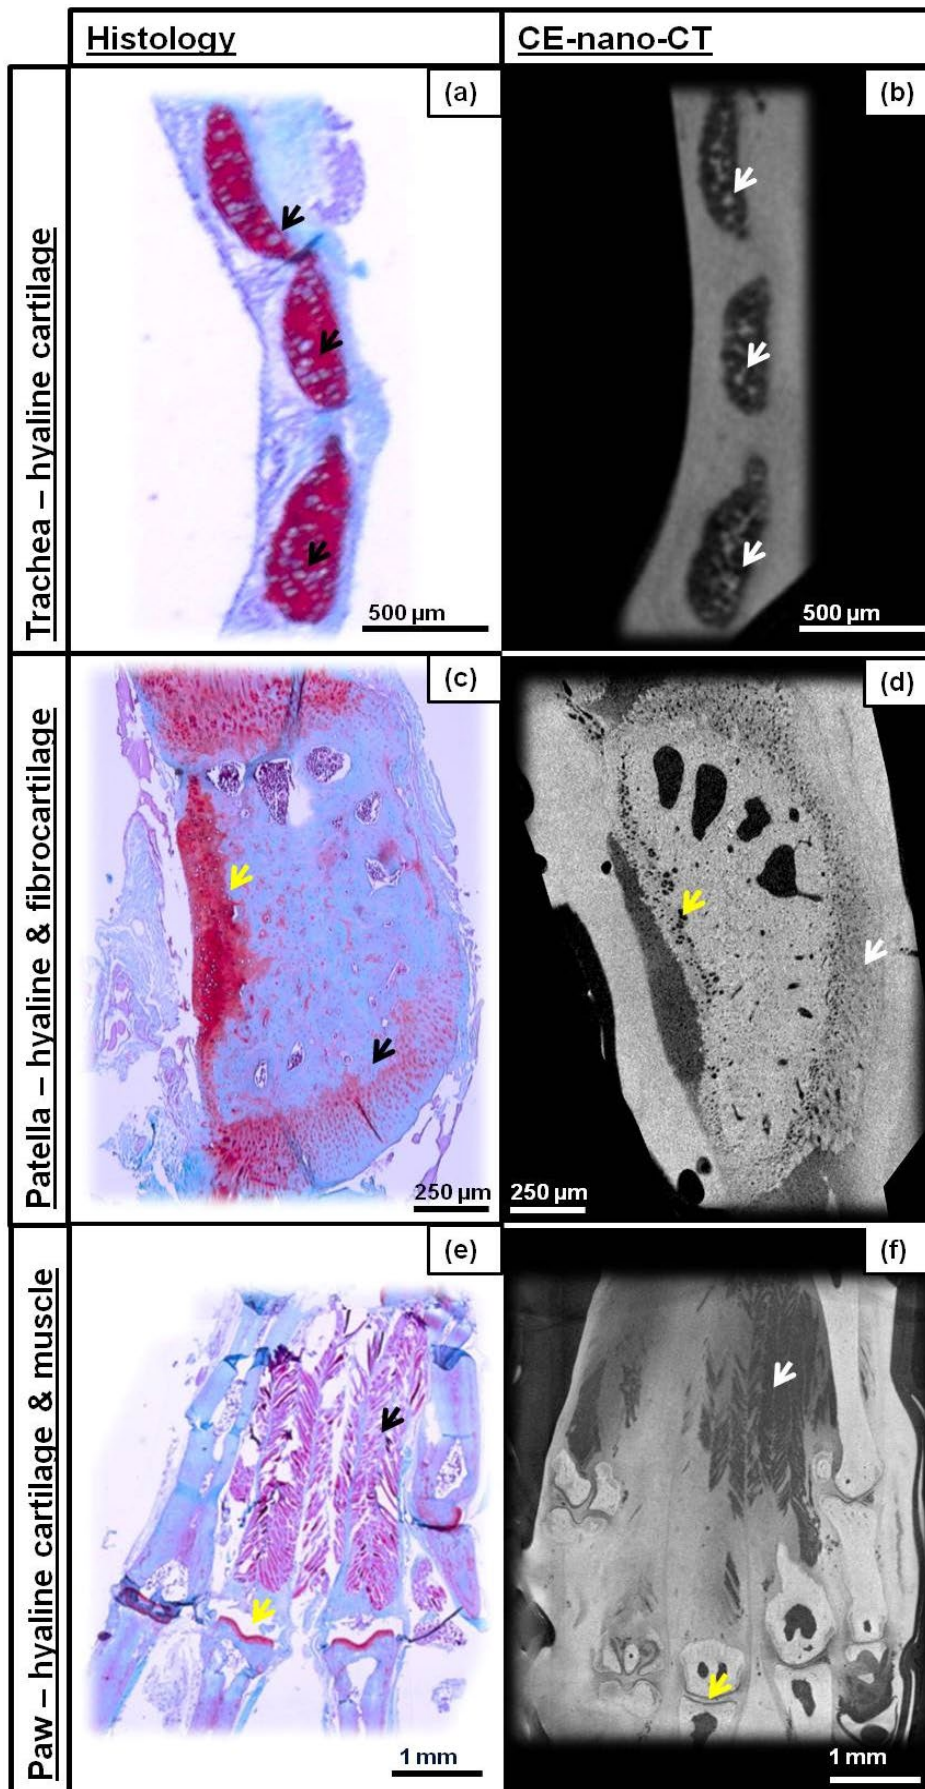 Histology
CE-nano-CT
Trachea – hyaline cartilage
(a)
500 µm
(b)
500 µm
Patella – hyaline & fibrocartilage
(c)
250 µm
(d)
250 µm
Paw – hyaline cartilage & muscle
(e)
1 mm
(f)
1 mm